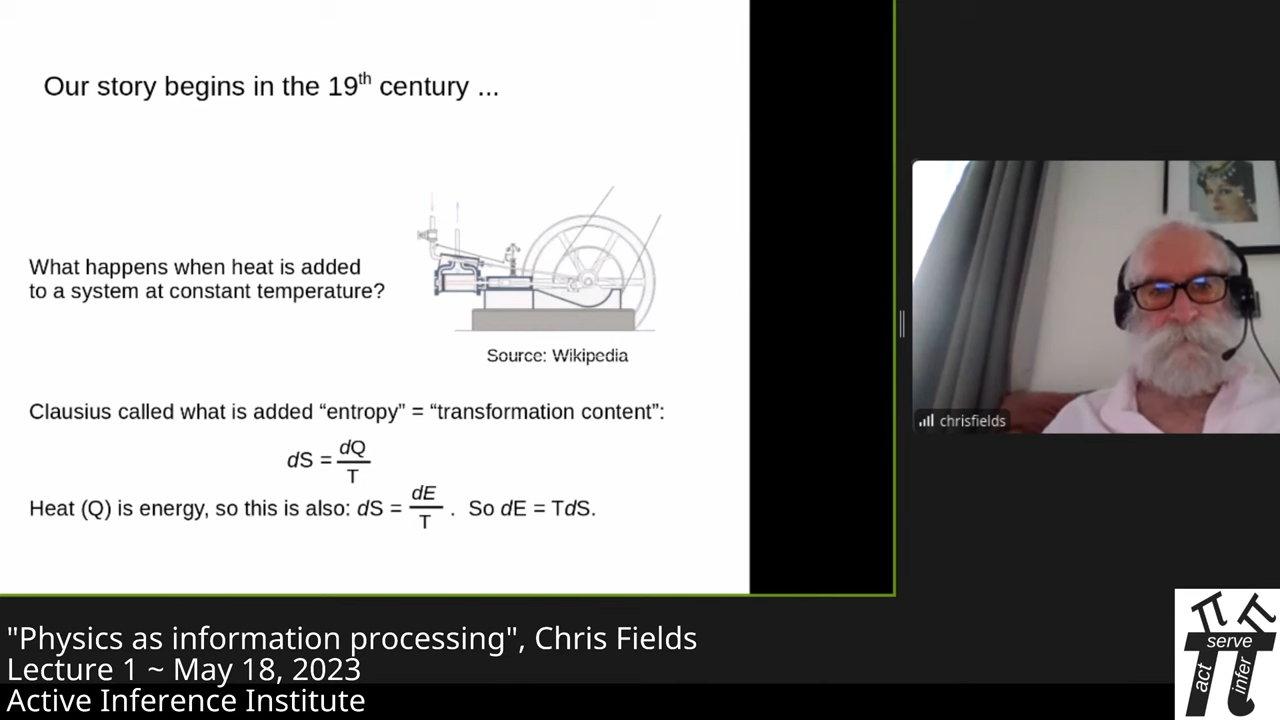 Our story begins in the 19th century ...
What happens when heat is added
to a system at constant temperature?
Source: Wikipedia
Clausius called what is added “entropy” = “transformation content”:
dS = dQ/T
Heat (Q) is energy, so this is also: dS = dE/T . So dE = TdS.
chrisfields
"Physics as information processing", Chris Fields
Lecture 1 ~ May 18, 2023
Active Inference Institute
serve
act
infer